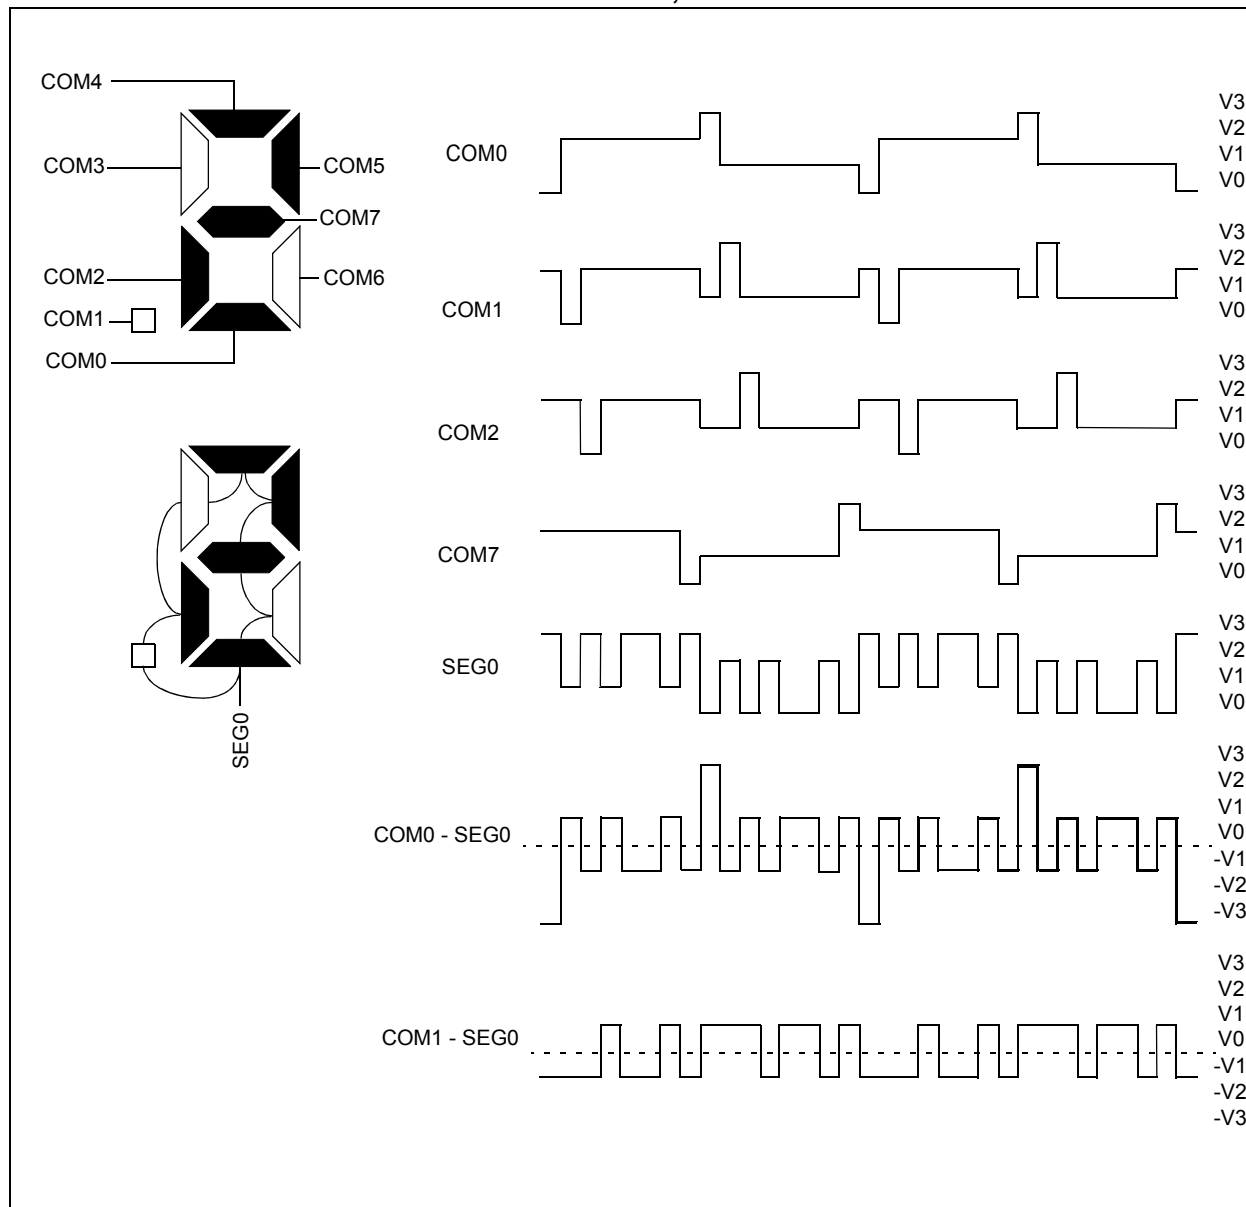 COM4
COM3
COM5
COM7
COM2
COM6
COM1
COM0
SEG0
COM0
V3
V2
V1
V0
COM1
V3
V2
V1
V0
COM2
V3
V2
V1
V0
COM7
V3
V2
V1
V0
SEG0
V3
V2
V1
V0
COM0 - SEG0
V3
V2
V1
V0
-V1
-V2
-V3
COM1 - SEG0
V3
V2
V1
V0
-V1
-V2
-V3